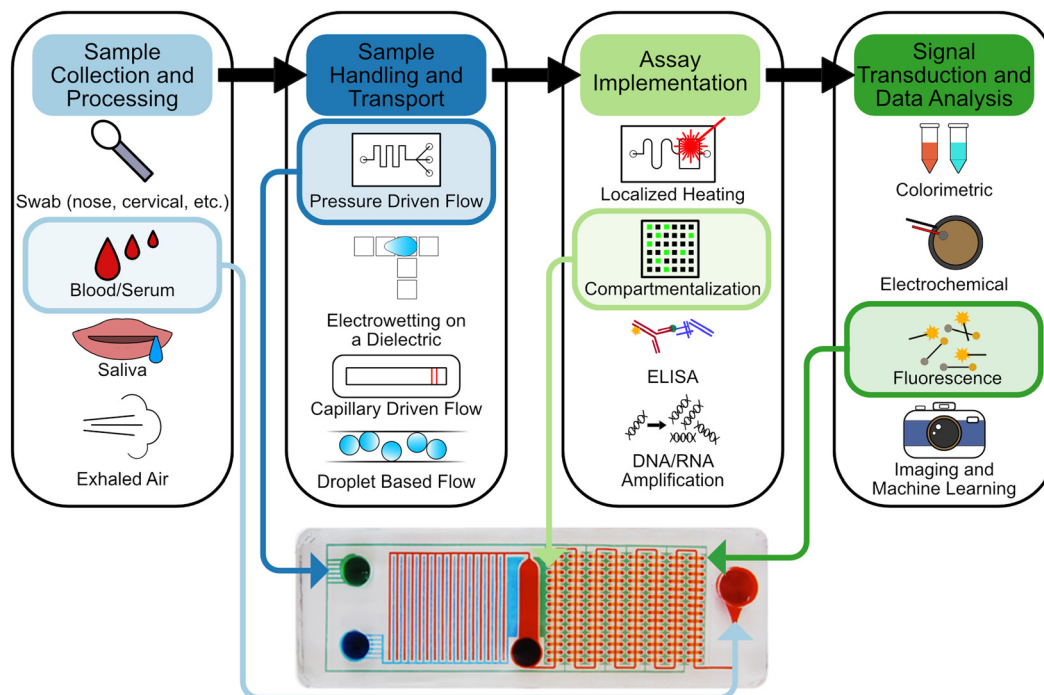 Sample
Collection and
Processing
Swab (nose, cervical, etc.)
Blood/Serum
Saliva
Exhaled Air
Sample
Handling and
Transport
Pressure Driven Flow
Electrowetting on
a Dielectric
Capillary Driven Flow
Droplet Based Flow
Assay
Implementation
Localized Heating
Compartmentalization
ELISA
DNA/RNA
Amplification
Signal
Transduction and
Data Analysis
Colorimetric
Electrochemical
Fluorescence
Imaging and
Machine Learning